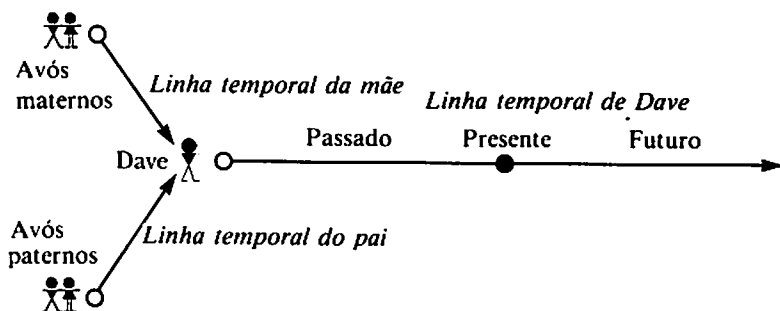 Avós
maternos
Linha temporal da mãe
Linha temporal de Dave
Passado
Presente
Futuro
Dave
Avós
paternos
Linha temporal do pai